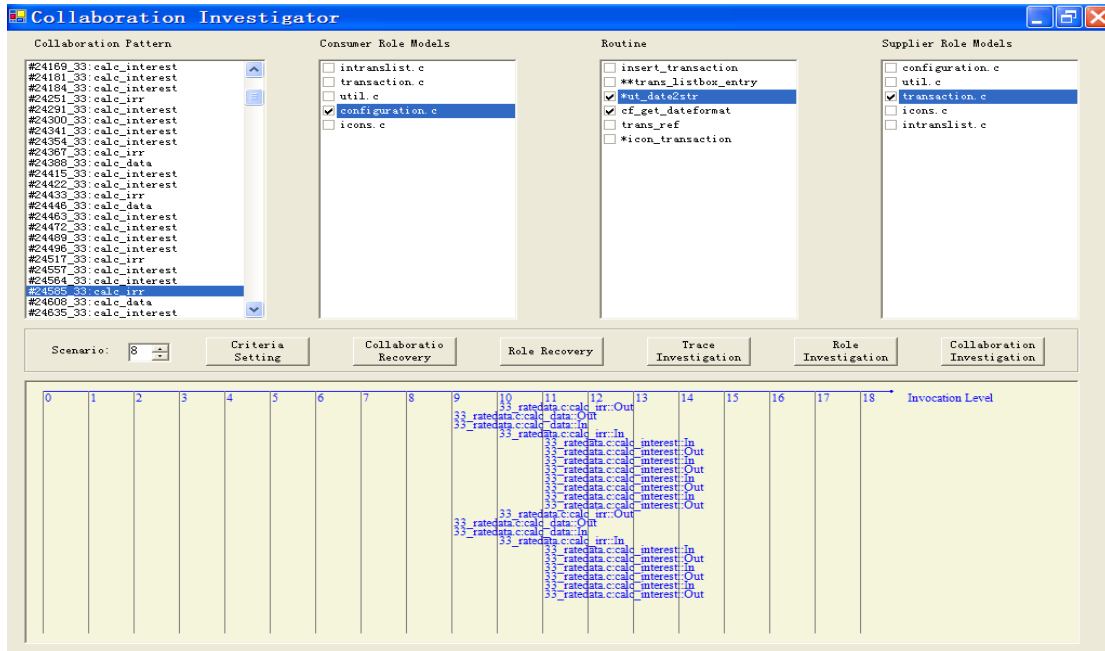 Collaboration Investigator
Collaboration Pattern
Consumer Role Models
Routine
Supplier Role Models
#24169_33:calc_interest
#24181_33:calc_interest
#24184_33:calc_interest
#24251_33:calc_irr
#24291_33:calc_interest
#24300_33:calc_interest
#24341_33:calc_interest
#24354_33:calc_interest
#24367_33:calc_irr
#24388_33:calc_data
#24415_33:calc_interest
#24422_33:calc_interest
#24433_33:calc_irr
#24446_33:calc_data
#24463_33:calc_interest
#24472_33:calc_interest
#24489_33:calc_interest
#24496_33:calc_interest
#24517_33:calc_irr
#24557_33:calc_interest
#24564_33:calc_interest
#24585_33:calc_irr
#24608_33:calc_data
#24635_33:calc_interest
intranslist.c
transaction.c
util.c
configuration.c
icons.c
insert_transaction
**trans_listbox_entry
*ut_date2str
cf_get_dateformat
trans_ref
*icon_transaction
configuration.c
util.c
transaction.c
icons.c
intranslist.c
Scenario: 8
Criteria
Setting
Collaboratio
Recovery
Role Recovery
Trace
Investigation
Role
Investigation
Collaboration
Investigation
0 1 2 3 4 5 6 7 8 9 10 11 12 13 14 15 16 17 18 Invocation Level
33_ratedata.c:calc_irr::Out
33_ratedata.c:calc_data::Out
33_ratedata.c:calc_data::In
33_ratedata.c:calc_irr::In
33_ratedata.c:calc_interest::In
33_ratedata.c:calc_interest::Out
33_ratedata.c:calc_interest::In
33_ratedata.c:calc_interest::Out
33_ratedata.c:calc_interest::In
33_ratedata.c:calc_interest::Out
33_ratedata.c:calc_interest::In
33_ratedata.c:calc_interest::Out
33_ratedata.c:calc_irr::Out
33_ratedata.c:calc_data::Out
33_ratedata.c:calc_data::In
33_ratedata.c:calc_irr::In
33_ratedata.c:calc_interest::In
33_ratedata.c:calc_interest::Out
33_ratedata.c:calc_interest::In
33_ratedata.c:calc_interest::Out
33_ratedata.c:calc_interest::In
33_ratedata.c:calc_interest::Out